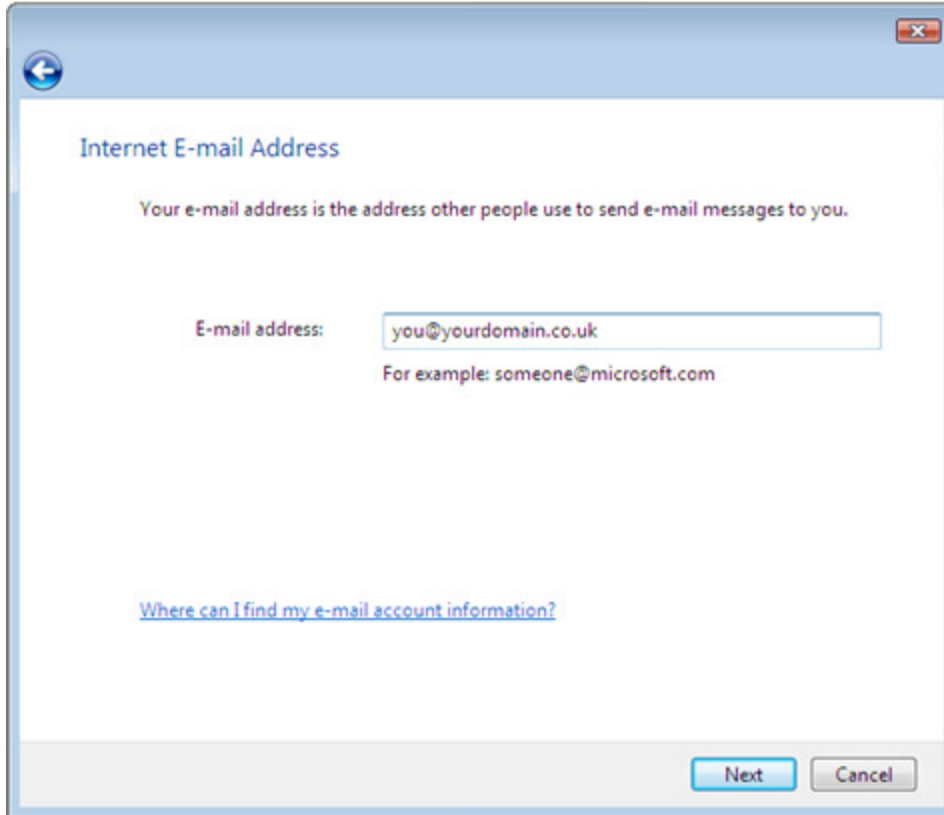 Internet E-mail Address
Your e-mail address is the address other people use to send e-mail messages to you.
E-mail address: you@yourdomain.co.uk
For example: someone@microsoft.com
Where can I find my e-mail account information?
Next Cancel